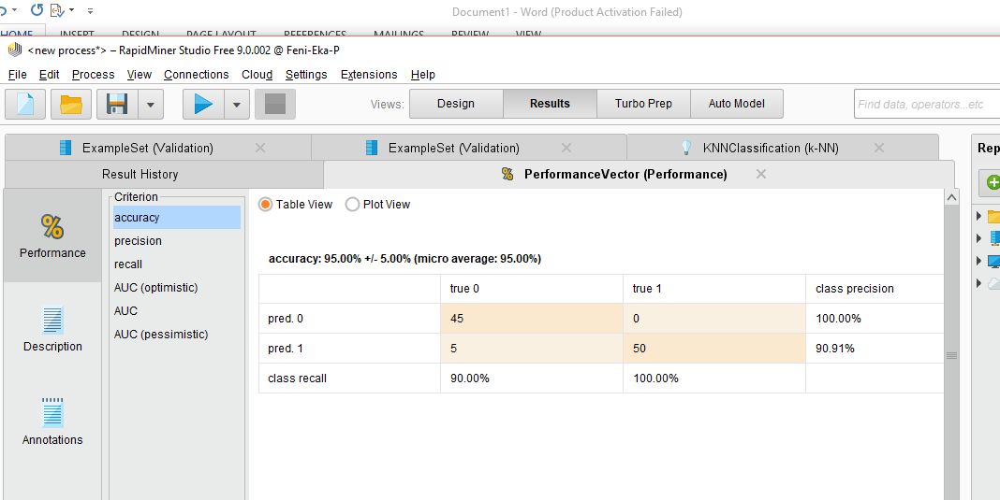 Document1 - Word (Product Activation Failed)
HOME INSERT DESIGN PAGE LAYOUT REFERENCES MAILINGS REVIEW VIEW
<new process*> – RapidMiner Studio Free 9.0.002 @ Feni-Eka-P
File Edit Process View Connections Cloud Settings Extensions Help
Views: Design Results Turbo Prep Auto Model Find data, operators...etc
ExampleSet (Validation) ExampleSet (Validation) KNNClassification (k-NN) Rep
Result History PerformanceVector (Performance)
Criterion
accuracy
precision
recall
AUC (optimistic)
AUC
AUC (pessimistic)
Performance
Description
Annotations
Table View Plot View
accuracy: 95.00% +/- 5.00% (micro average: 95.00%)
true 0 true 1 class precision
pred. 0 45 0 100.00%
pred. 1 5 50 90.91%
class recall 90.00% 100.00%